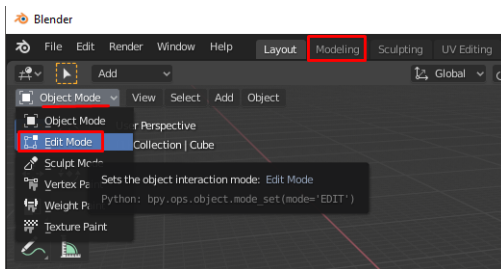 Blender
File Edit Render Window Help Layout Modeling Sculpting UV Editing
Add Global
Object Mode View Select Add Object
Object Mode r Perspective
Edit Mode Collection | Cube
Sculpt Mode
Vertex Pa Sets the object interaction mode: Edit Mode
Weight P Python: bpy.ops.object.mode_set(mode='EDIT')
Texture Paint